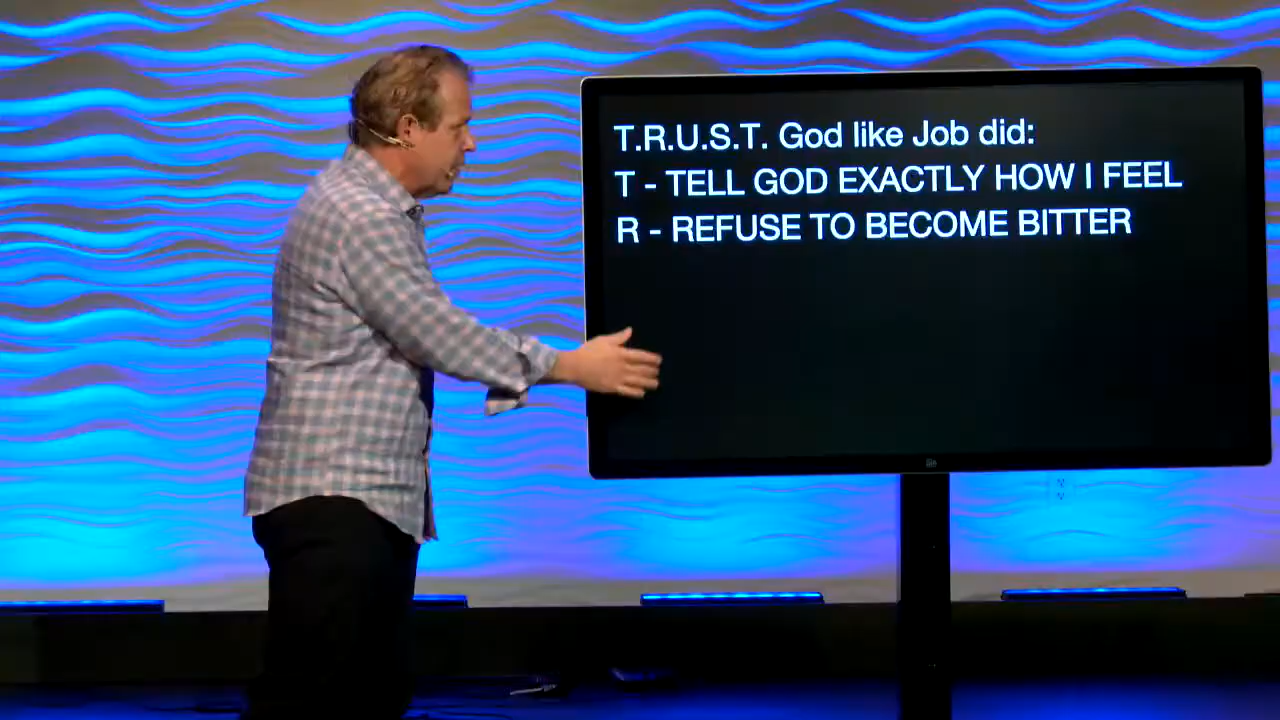 T.R.U.S.T. God like Job did:
T - TELL GOD EXACTLY HOW I FEEL
R - REFUSE TO BECOME BITTER